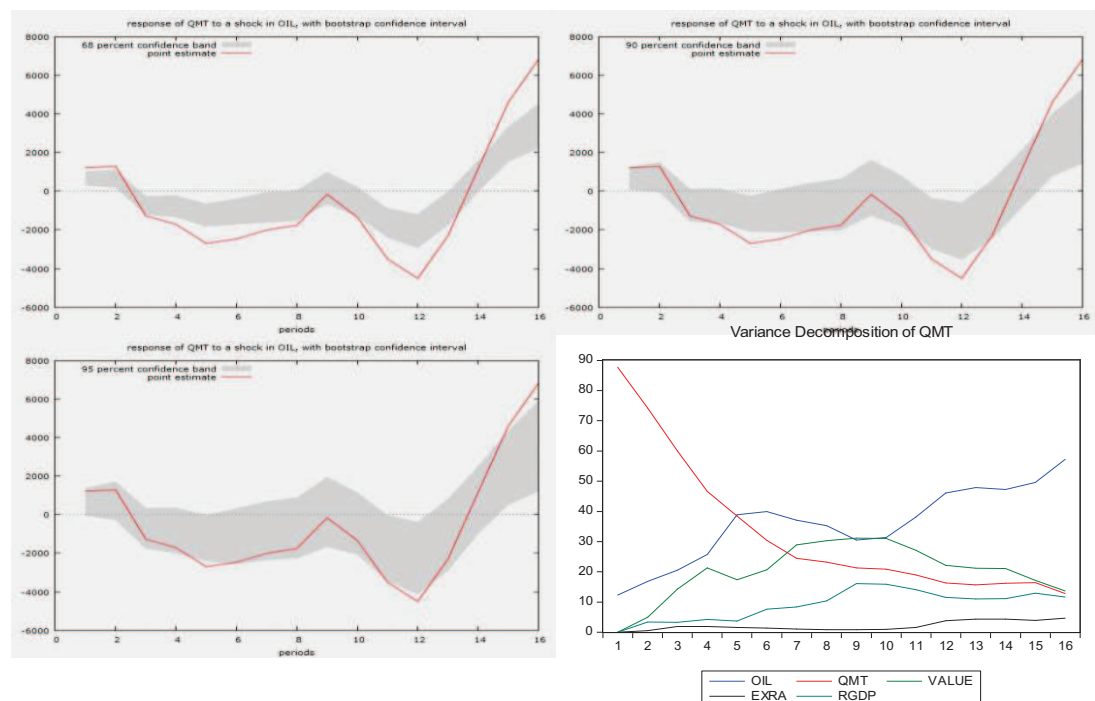 response of QMT to a shock in OIL, with bootstrap confidence interval
8000
6000
4000
2000
0
-2000
-4000
-6000
68 percent confidence band
point estimate
0 2 4 6 8 10 12 14 16
periods
response of QMT to a shock in OIL, with bootstrap confidence interval
8000
6000
4000
2000
0
-2000
-4000
-6000
90 percent confidence band
point estimate
0 2 4 6 8 10 12 14 16
periods
response of QMT to a shock in OIL, with bootstrap confidence interval
8000
6000
4000
2000
0
-2000
-4000
-6000
95 percent confidence band
point estimate
0 2 4 6 8 10 12 14 16
periods
Variance Decomposition of QMT
90
80
70
60
50
40
30
20
10
0
1 2 3 4 5 6 7 8 9 10 11 12 13 14 15 16
OIL QMT VALUE
EXRA RGDP